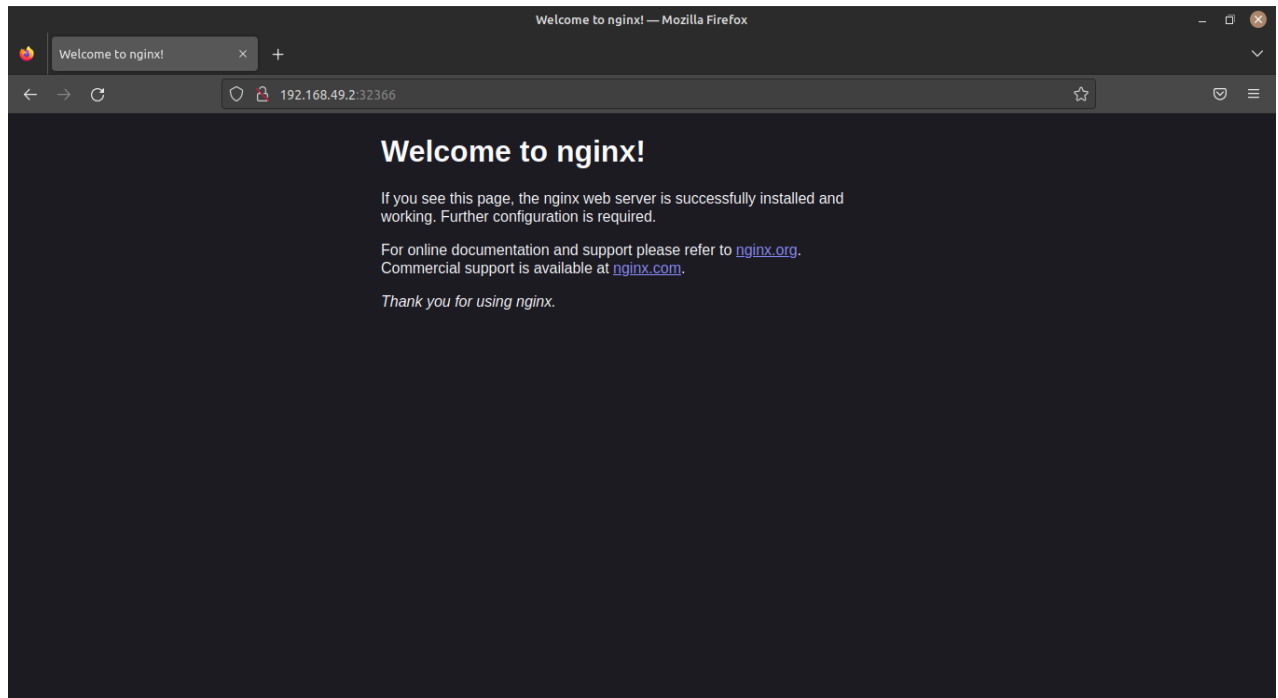 Welcome to nginx! — Mozilla Firefox
Welcome to nginx!
192.168.49.2:32366
Welcome to nginx!
If you see this page, the nginx web server is successfully installed and
working. Further configuration is required.
For online documentation and support please refer to nginx.org.
Commercial support is available at nginx.com.
Thank you for using nginx.